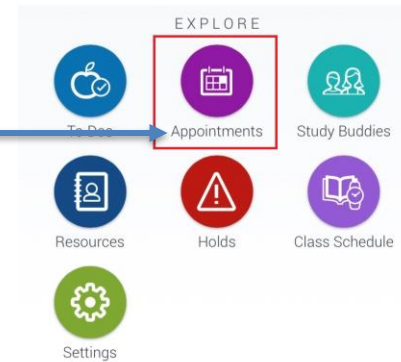 EXPLORE
To Dos Appointments Study Buddies
Resources Holds Class Schedule
Settings